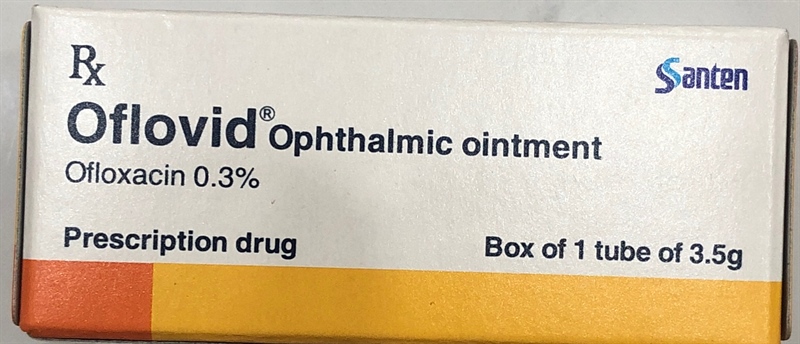 Rx
Santen
Oflovid® Ophthalmic ointment
Ofloxacin 0.3%
Prescription drug
Box of 1 tube of 3.5g